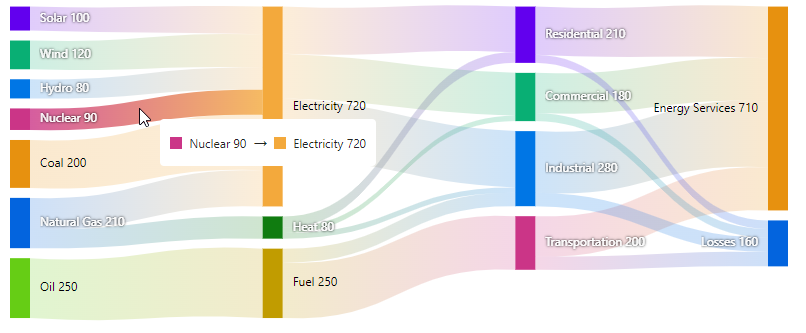 Solar 100
Wind 120
Hydro 80
Nuclear 90
Coal 200
Natural Gas 210
Oil 250
Electricity 720
Nuclear 90 → Electricity 720
Heat 80
Fuel 250
Residential 210
Commercial 180
Industrial 280
Transportation 200
Energy Services 710
Losses 160